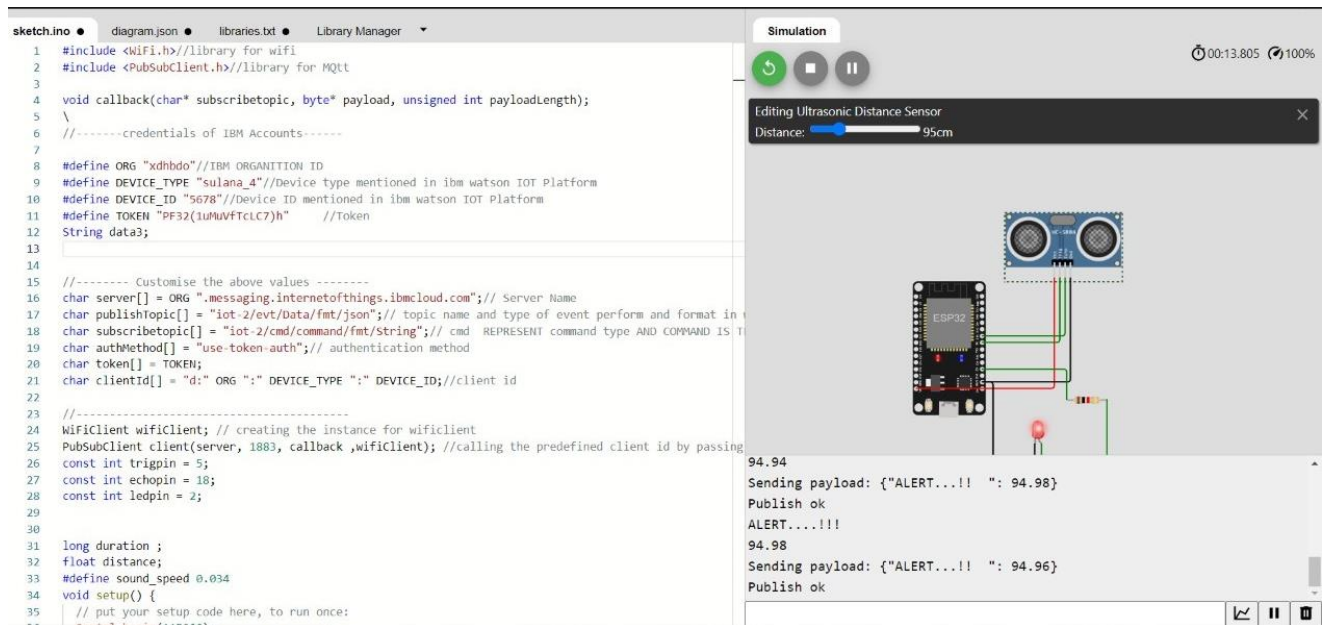 sketch.ino ● diagram.json ● libraries.txt ● Library Manager
1 #include <WiFi.h>//library for wifi
2 #include <PubSubClient.h>//library for MQtt
3
4 void callback(char* subscribetopic, byte* payload, unsigned int payloadLength);
5 \
6 //-------credentials of IBM Accounts------
7
8 #define ORG "xdhbdo"//IBM ORGANITION ID
9 #define DEVICE_TYPE "sulana_4"//Device type mentioned in ibm watson IOT Platform
10 #define DEVICE_ID "5678"//Device ID mentioned in ibm watson IOT Platform
11 #define TOKEN "PF32(1uMuVfTcLC7)h" //Token
12 String data3;
13
14
15 //-------- Customise the above values --------
16 char server[] = ORG ".messaging.internetofthings.ibmcloud.com";// Server Name
17 char publishTopic[] = "iot-2/evt/Data/fmt/json";// topic name and type of event perform and format in
18 char subscribetopic[] = "iot-2/cmd/command/fmt/String";// cmd REPRESENT command type AND COMMAND IS
19 char authMethod[] = "use-token-auth";// authentication method
20 char token[] = TOKEN;
21 char clientId[] = "d:" ORG ":" DEVICE_TYPE ":" DEVICE_ID;//client id
22
23 //-----------------------------------------
24 WiFiClient wifiClient; // creating the instance for wificlient
25 PubSubClient client(server, 1883, callback ,wifiClient); //calling the predefined client id by passing
26 const int trigpin = 5;
27 const int echopin = 18;
28 const int ledpin = 2;
29
30
31 long duration ;
32 float distance;
33 #define sound_speed 0.034
34 void setup() {
35 // put your setup code here, to run once:
Simulation
00:13.805 100%
Editing Ultrasonic Distance Sensor
Distance: 95cm
HC-SR04
ESP32
94.94
Sending payload: {"ALERT...!!  ": 94.98}
Publish ok
ALERT....!!!
94.98
Sending payload: {"ALERT...!!  ": 94.96}
Publish ok